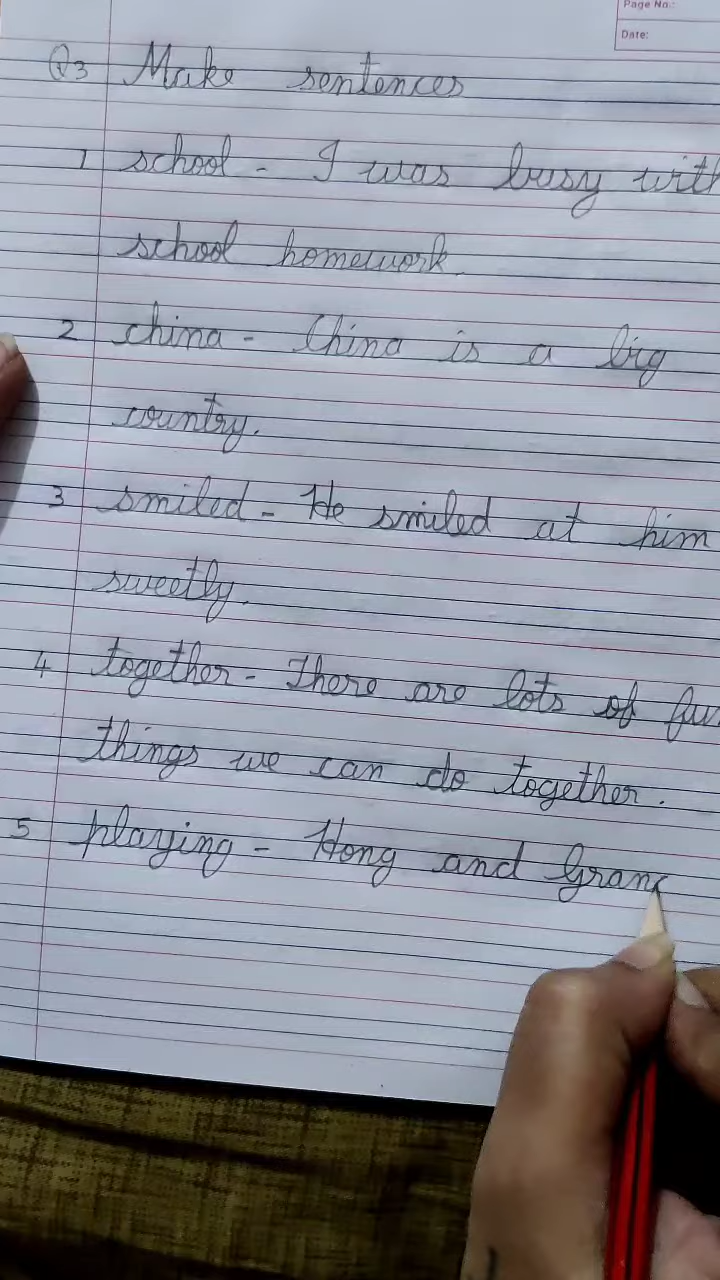 Page No.:
Date:
Q3 Make sentences
1 school - I was busy with
school homework
2 china - China is a big
country.
3 smiled - He smiled at him
sweetly.
4 together - There are lots of fun
things we can do together.
5 playing - Hong and Gran